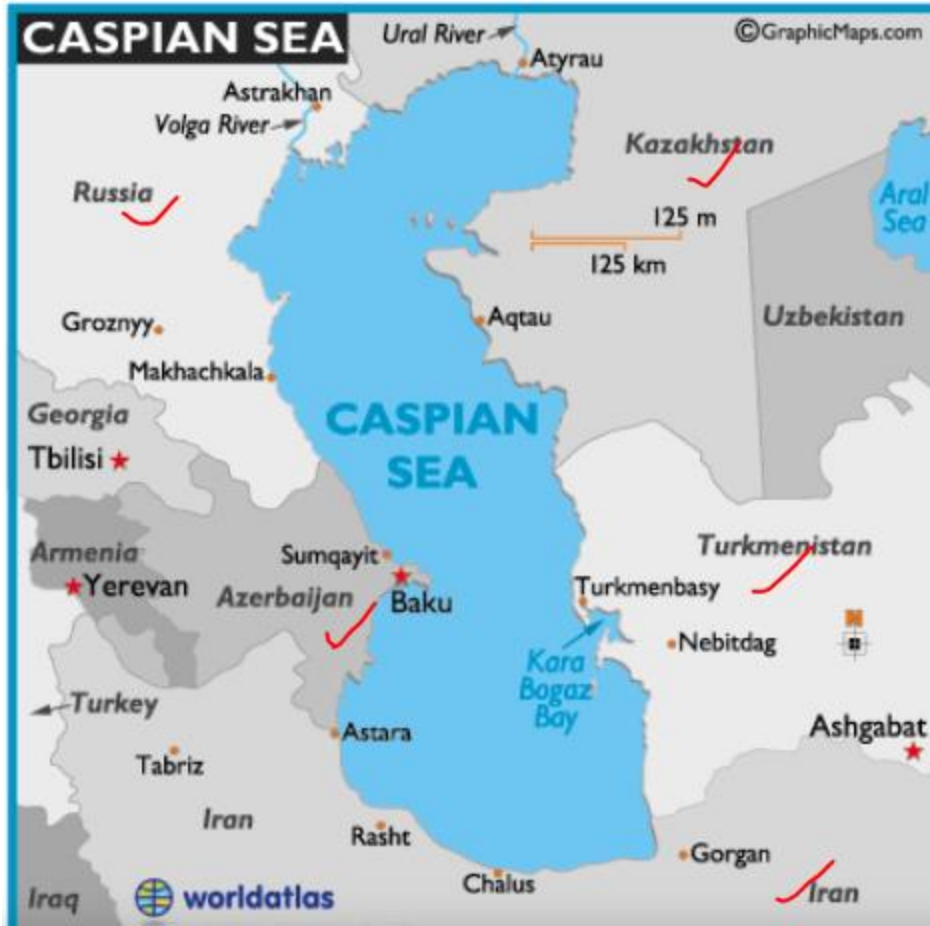 CASPIAN SEA
Ural River
©GraphicMaps.com
Atyrau
Astrakhan
Volga River
Kazakhstan
Russia
Aral
Sea
125 m
125 km
Groznyy
Aqtau
Uzbekistan
Makhachkala
Georgia
CASPIAN
SEA
Tbilisi
Armenia
Sumqayit
Turkmenistan
Yerevan
Azerbaijan
Baku
Turkmenbasy
Nebitdag
Kara
Bogaz
Bay
Turkey
Astara
Ashgabat
Tabriz
Iran
Rasht
Gorgan
Chalus
Iraq
worldatlas
Iran
N